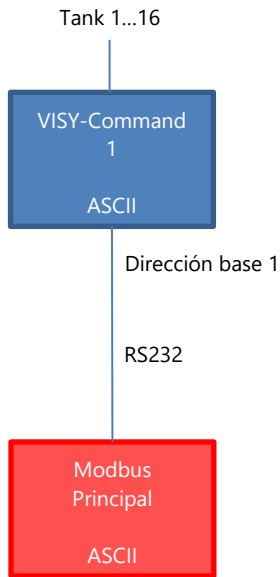 Tank 1...16
VISY-Command
1
ASCII
Dirección base 1
RS232
Modbus
Principal
ASCII